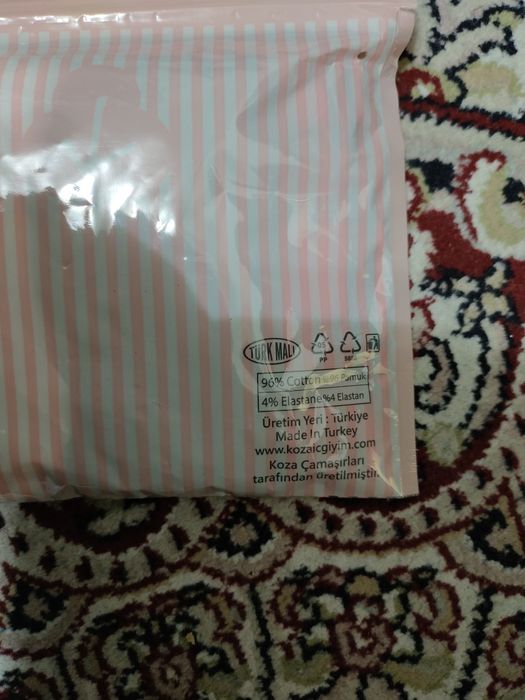 TÜRK MALI
05
PP
96% Cotton %96 Pamuk
4% Elastane %4 Elastan
Üretim Yeri : Türkiye
Made In Turkey
www.kozaicgiyim.com
Koza Çamaşırları
tarafından üretilmiştir.